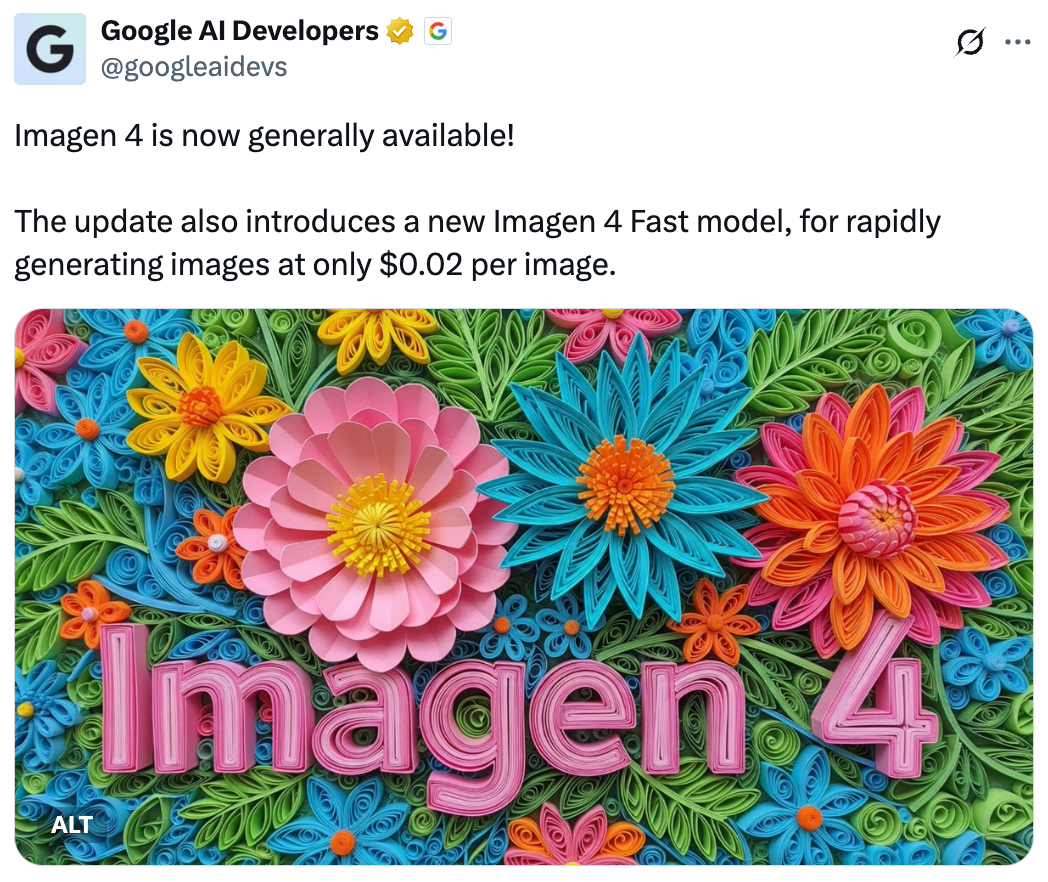 Google AI Developers
@googleaidevs
Imagen 4 is now generally available!
The update also introduces a new Imagen 4 Fast model, for rapidly
generating images at only $0.02 per image.
Imagen 4
ALT